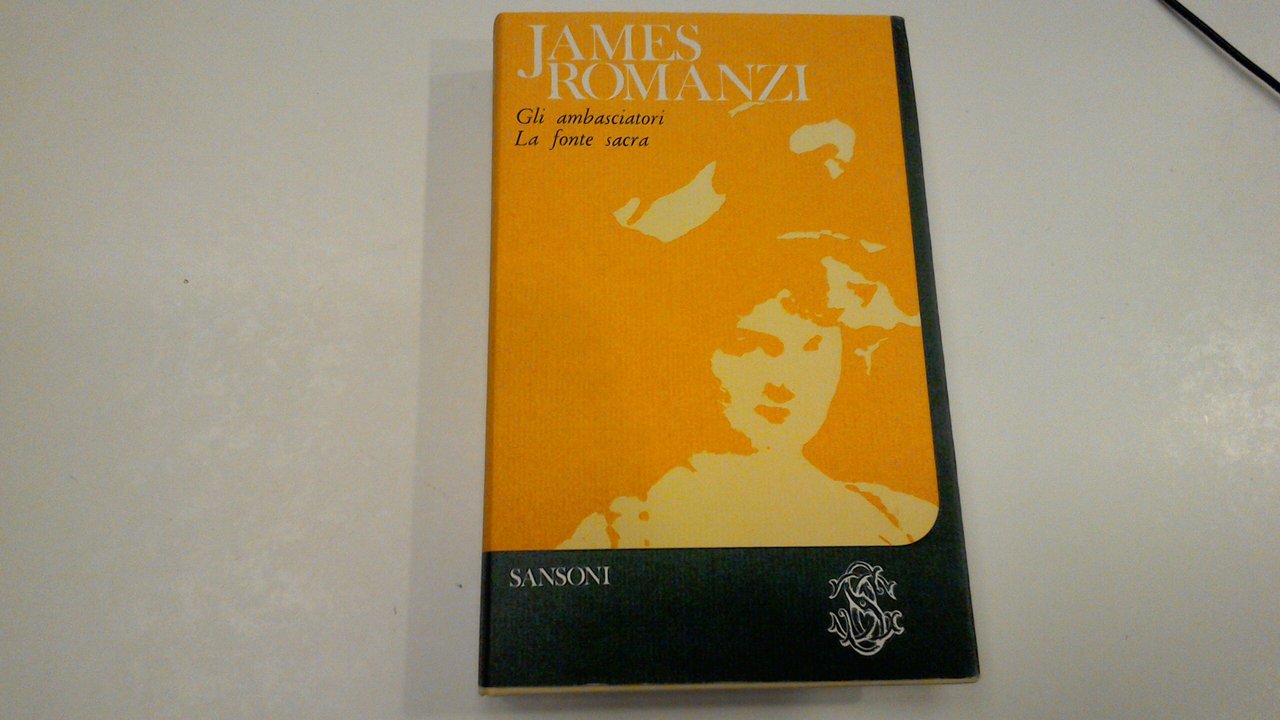 JAMES
ROMANZI
Gli ambasciatori
La fonte sacra
SANSONI